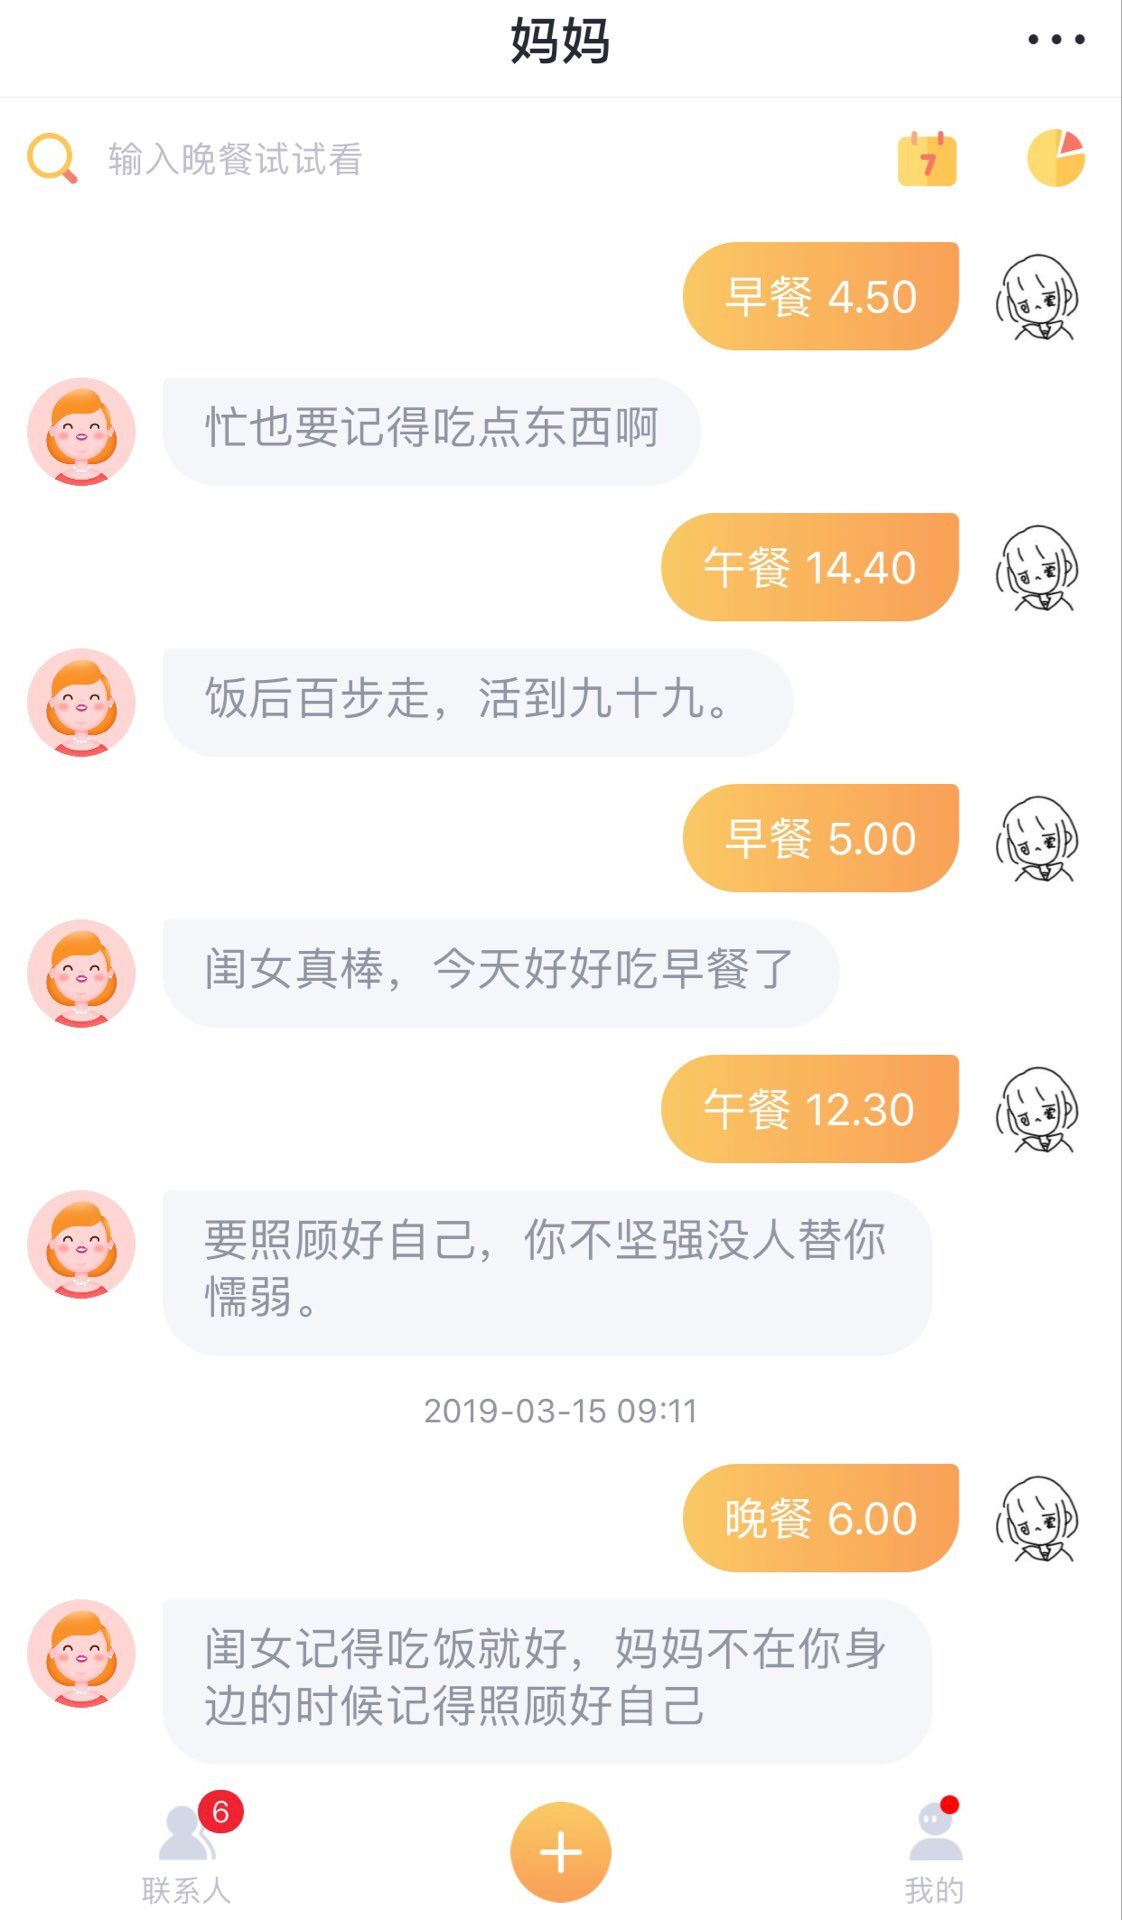 妈妈
输入晚餐试试看
7
早餐 4.50
忙也要记得吃点东西啊
午餐 14.40
饭后百步走，活到九十九。
早餐 5.00
闺女真棒，今天好好吃早餐了
午餐 12.30
要照顾好自己，你不坚强没人替你
懦弱。
2019-03-15 09:11
晚餐 6.00
闺女记得吃饭就好，妈妈不在你身
边的时候记得照顾好自己
6
联系人
我的